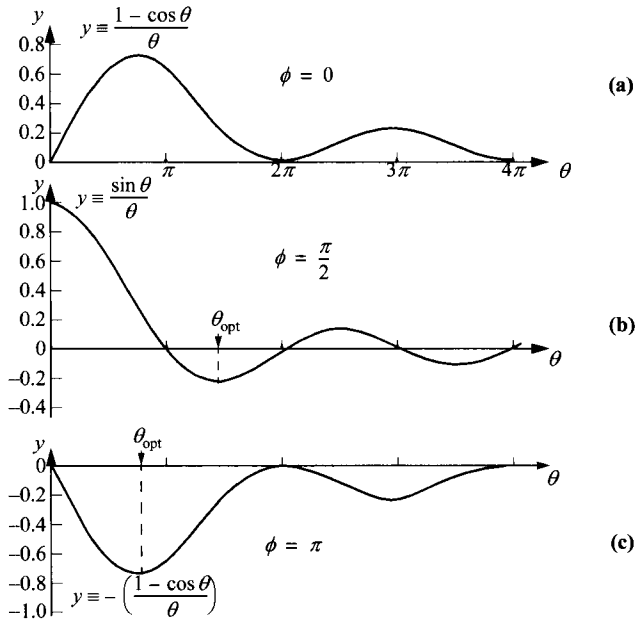 y
y ≡ (1 − cos θ)/θ
0.8
0.6
0.4
0.2
0
ϕ = 0
(a)
π 2π 3π 4π θ
y
y ≡ sin θ/θ
1.0
0.8
0.6
0.4
0.2
0
−0.2
−0.4
ϕ = π/2
θopt
(b)
θ
y
0
−0.2
−0.4
−0.6
−0.8
−1.0
θopt
θ
ϕ = π
(c)
y ≡ −((1 − cos θ)/θ)